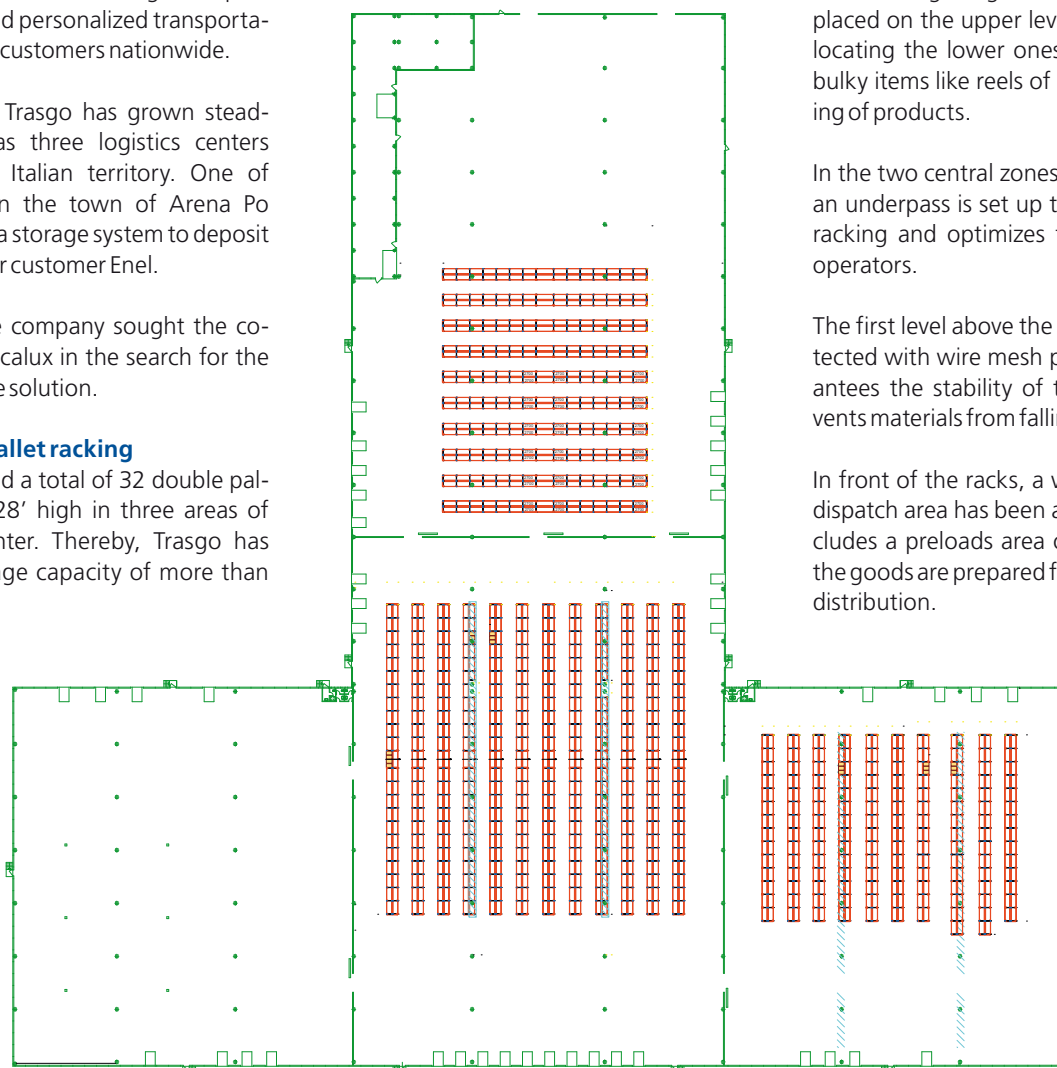 d personalized transporta-
customers nationwide.
Trasgo has grown stead-
as three logistics centers
Italian territory. One of
n the town of Arena Po
a storage system to deposit
r customer Enel.
e company sought the co-
calux in the search for the
e solution.
allet racking
d a total of 32 double pal-
28’ high in three areas of
nter. Thereby, Trasgo has
ge capacity of more than
placed on the upper lev
locating the lower ones
bulky items like reels of
ing of products.
In the two central zones
an underpass is set up t
racking and optimizes
operators.
The first level above the
tected with wire mesh p
antees the stability of t
vents materials from fallin
In front of the racks, a v
dispatch area has been a
cludes a preloads area o
the goods are prepared f
distribution.